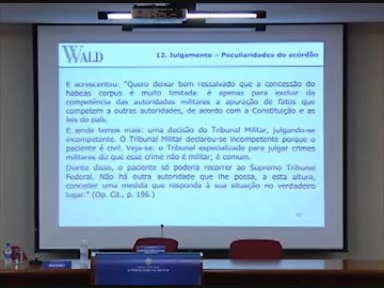 WALD
12. Julgamento – Peculiaridades do acórdão
E acrescentou: "Quero deixar bem ressalvado que a concessão do
habeas corpus é muito limitada: é apenas para excluir da
competência das autoridades militares a apuração de fatos que
competem a outras autoridades, de acordo com a Constituição e as
leis do país.
E ainda temos mais: uma decisão do Tribunal Militar, julgando-se
incompetente. O Tribunal Militar declarou-se incompetente porque o
paciente é civil. Veja-se: o Tribunal especializado para julgar crimes
militares diz que esse crime não é militar; é comum.
Diante disso, o paciente só poderia recorrer ao Supremo Tribunal
Federal. Não há outra autoridade que lhe possa, a esta altura,
conceder uma medida que responda à sua situação no verdadeiro
lugar." (Op. Cit., p. 196.)